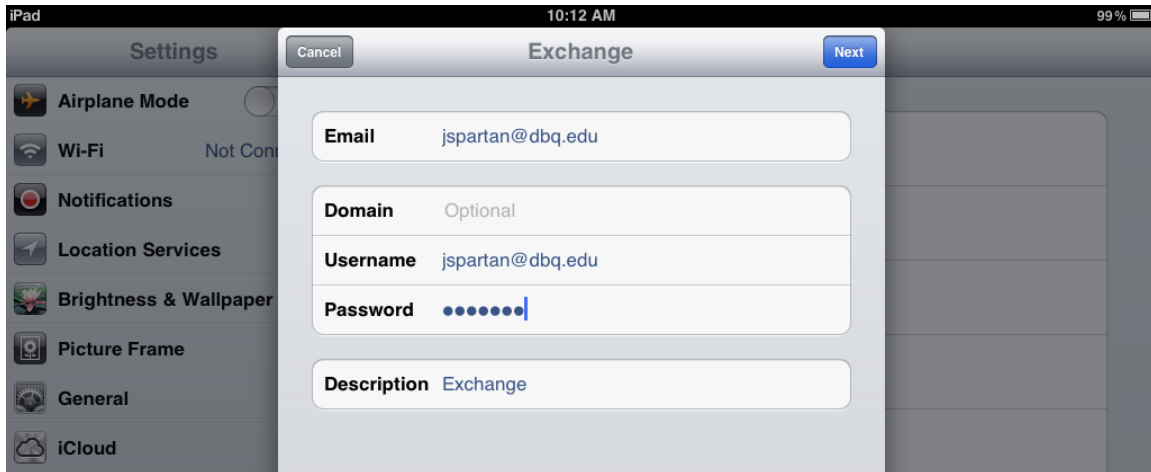 iPad 10:12 AM 99%
Settings Cancel Exchange Next
Airplane Mode
Email jspartan@dbq.edu
Wi-Fi Not Conn
Notifications
Domain Optional
Location Services
Username jspartan@dbq.edu
Brightness & Wallpaper
Password •••••••
Picture Frame
Description Exchange
General
iCloud